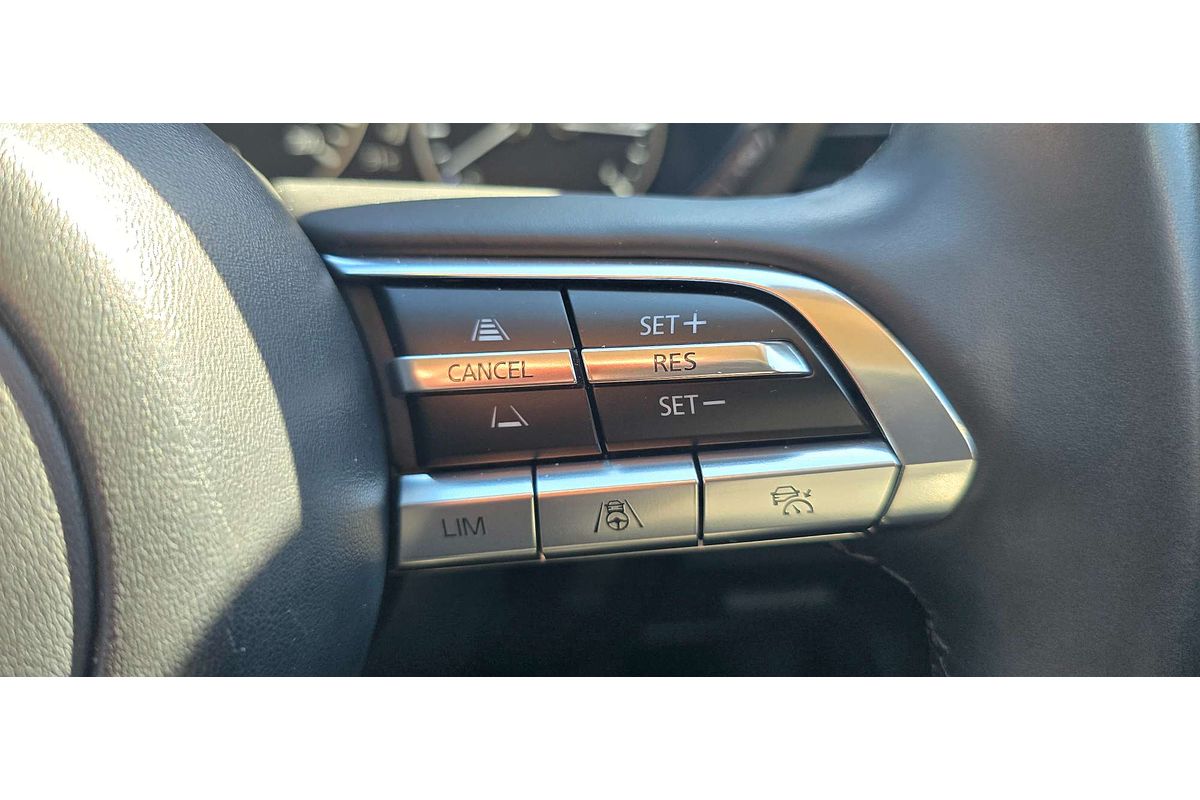 SET+
CANCEL
RES
SET-
LIM